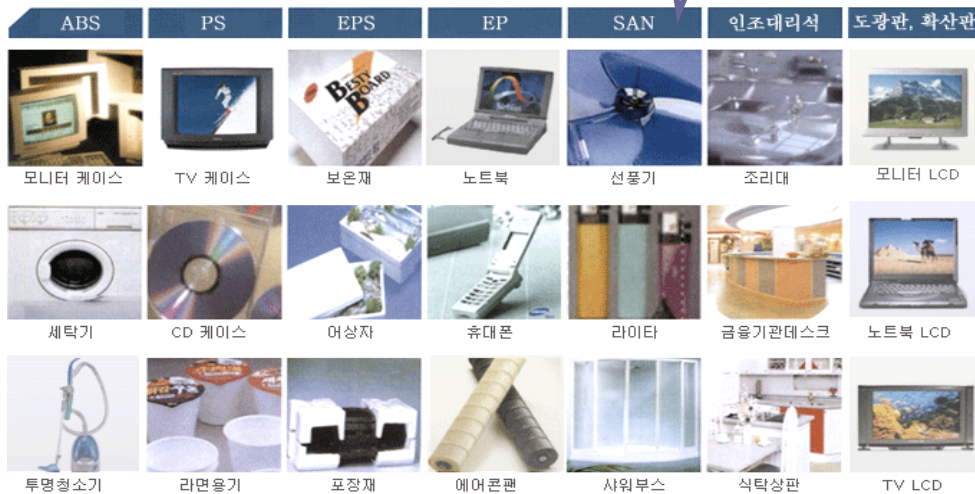 ABS PS EPS EP SAN 인조대리석 도광판, 확산판
BESTY
BOARD
모니터 케이스 TV 케이스 보온재 노트북 선풍기 조리대 모니터 LCD
세탁기 CD 케이스 어상자 휴대폰 라이타 금융기관데스크 노트북 LCD
투명청소기 라면용기 포장재 에어콘팬 샤워부스 식탁상판 TV LCD